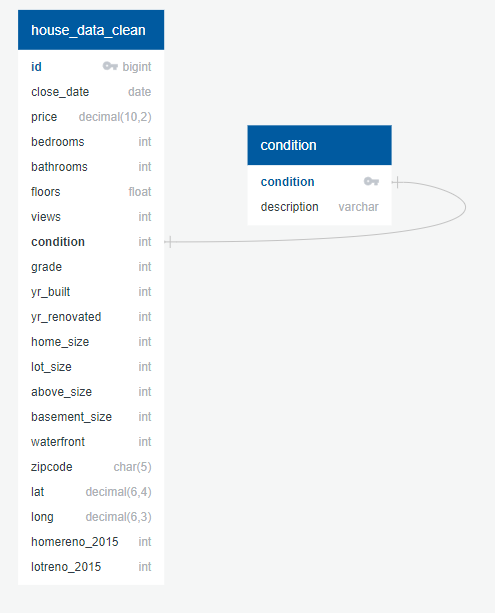 house_data_clean
id bigint
close_date date
price decimal(10,2)
bedrooms int
bathrooms int
floors float
views int
condition int
grade int
yr_built int
yr_renovated int
home_size int
lot_size int
above_size int
basement_size int
waterfront int
zipcode char(5)
lat decimal(6,4)
long decimal(6,3)
homereno_2015 int
lotreno_2015 int
condition
condition
description varchar